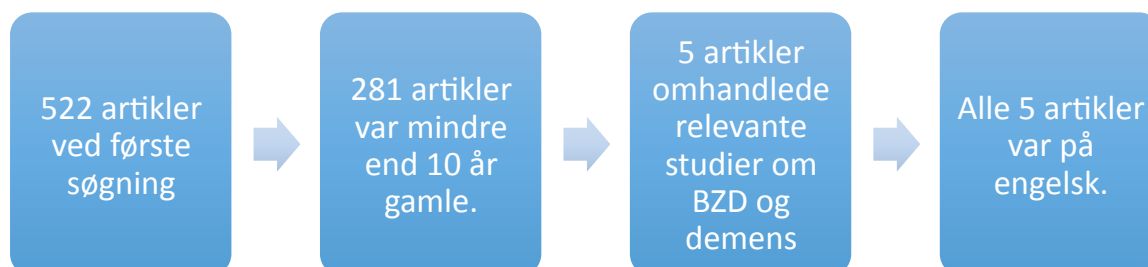 522 artikler
ved første
søgning
281 artikler
var mindre
end 10 år
gamle.
5 artikler
omhandlede
relevante
studier om
BZD og
demens
Alle 5 artikler
var på
engelsk.